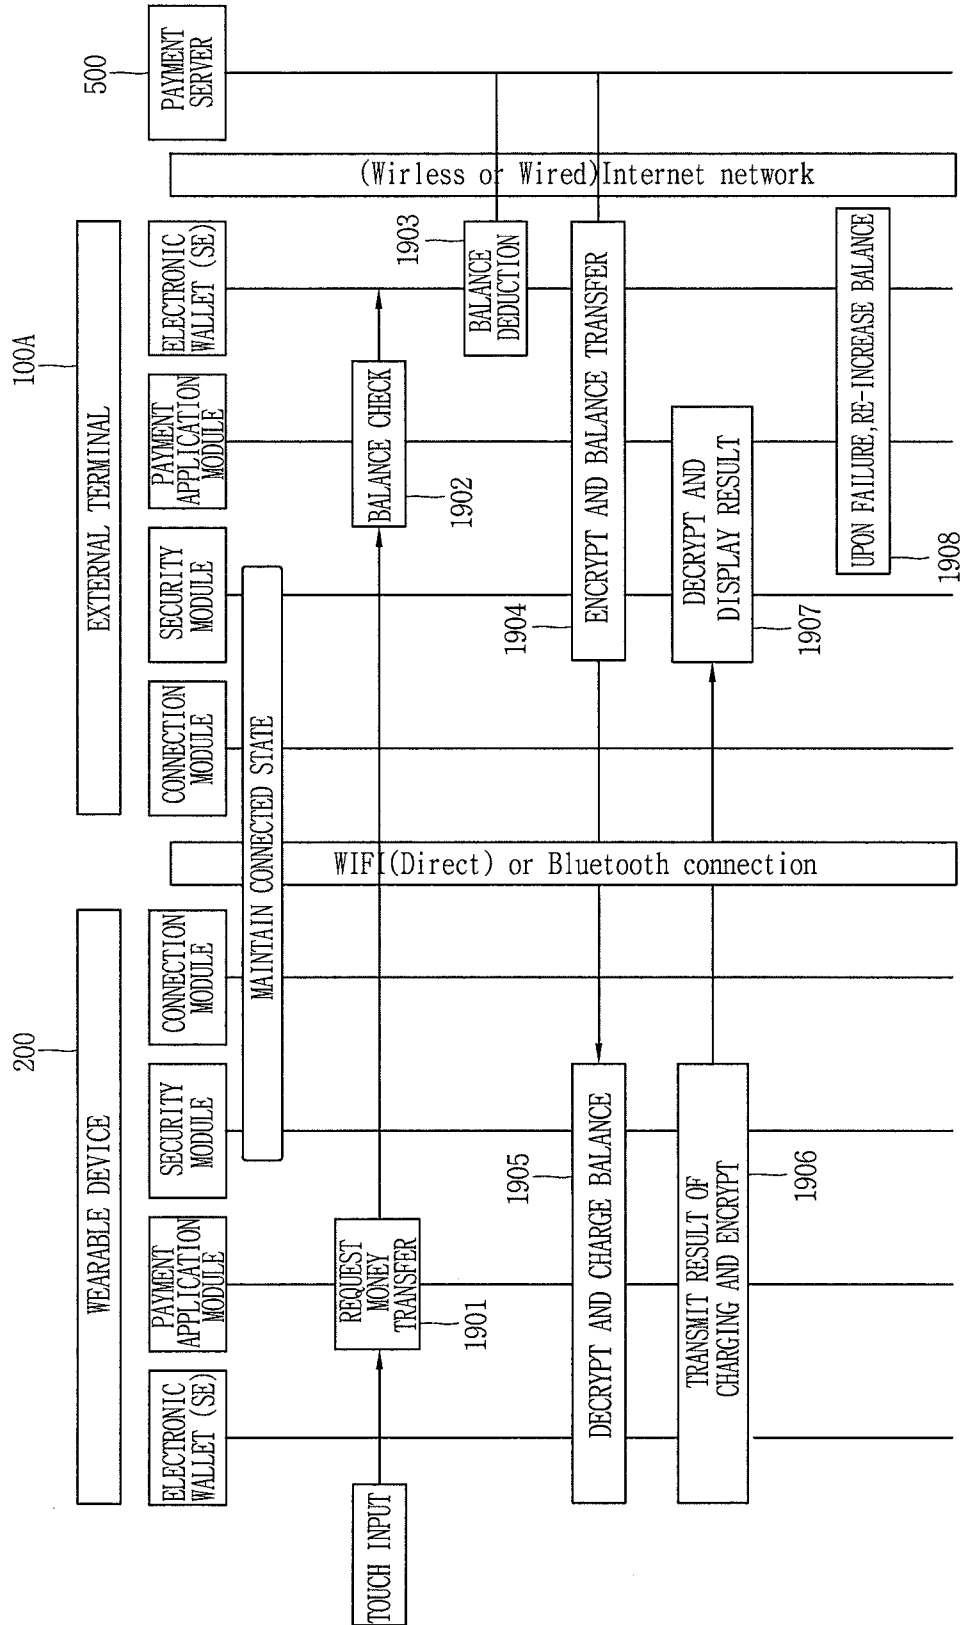 200
100A
500
WEARABLE DEVICE
EXTERNAL TERMINAL
ELECTRONIC
WALLET (SE)
PAYMENT
APPLICATION
MODULE
SECURITY
MODULE
CONNECTION
MODULE
CONNECTION
MODULE
SECURITY
MODULE
PAYMENT
APPLICATION
MODULE
ELECTRONIC
WALLET (SE)
PAYMENT
SERVER
MAINTAIN CONNECTED STATE
WIFI(Direct) or Bluetooth connection
(Wirless or Wired)Internet network
TOUCH INPUT
REQUEST
MONEY
TRANSFER
1901
BALANCE CHECK
1902
1903
BALANCE
DEDUCTION
1904
ENCRYPT AND BALANCE TRANSFER
1905
DECRYPT AND CHARGE BALANCE
TRANSMIT RESULT OF
CHARGING AND ENCRYPT
1906
DECRYPT AND
DISPLAY RESULT
1907
UPON FAILURE,RE-INCREASE BALANCE
1908